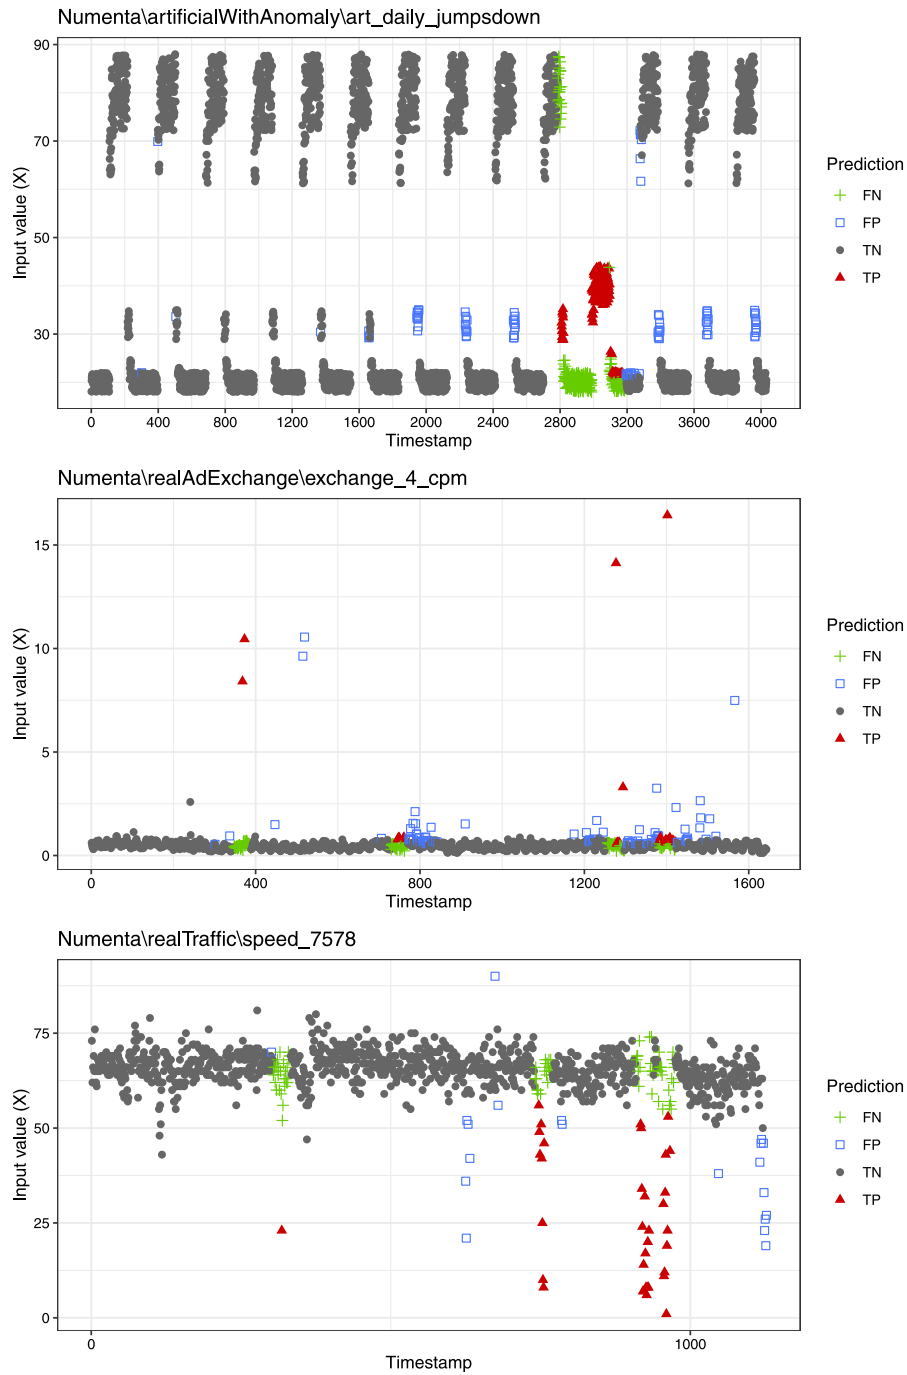 Numenta\artificialWithAnomaly\art_daily_jumpsdown
90
70
50
30
Input value (X)
0 400 800 1200 1600 2000 2400 2800 3200 3600 4000
Timestamp
Prediction
FN
FP
TN
TP
Numenta\realAdExchange\exchange_4_cpm
15
10
5
0
Input value (X)
0 400 800 1200 1600
Timestamp
Prediction
FN
FP
TN
TP
Numenta\realTraffic\speed_7578
75
50
25
0
Input value (X)
0 1000
Timestamp
Prediction
FN
FP
TN
TP